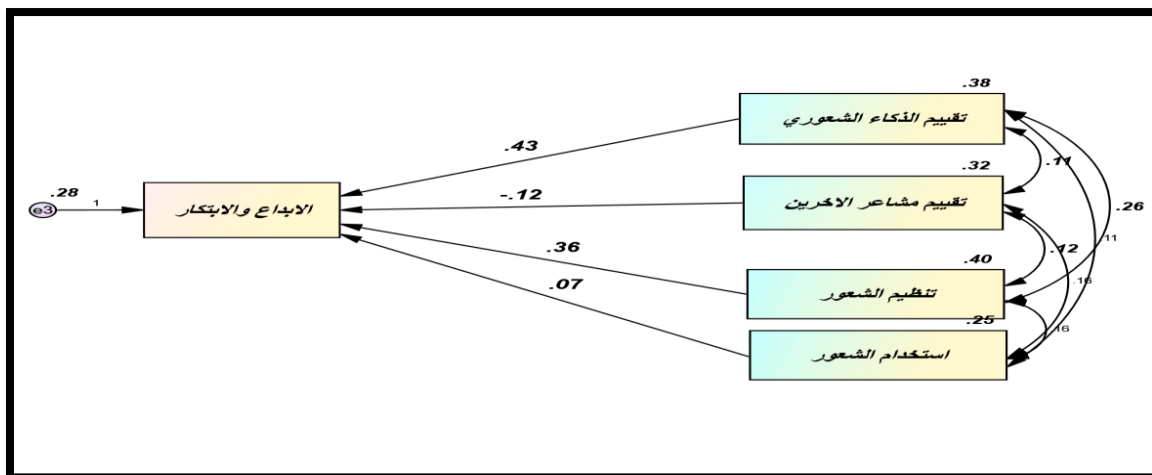 .38
تقييم الذكاء الشعوري
.43
.11
.32
.28
e3
1
الابداع والابتكار
-.12
تقييم مشاعر الاخرين
.26
.11
.36
.12
.40
.16
تنظيم الشعور
.07
.25
.16
استخدام الشعور